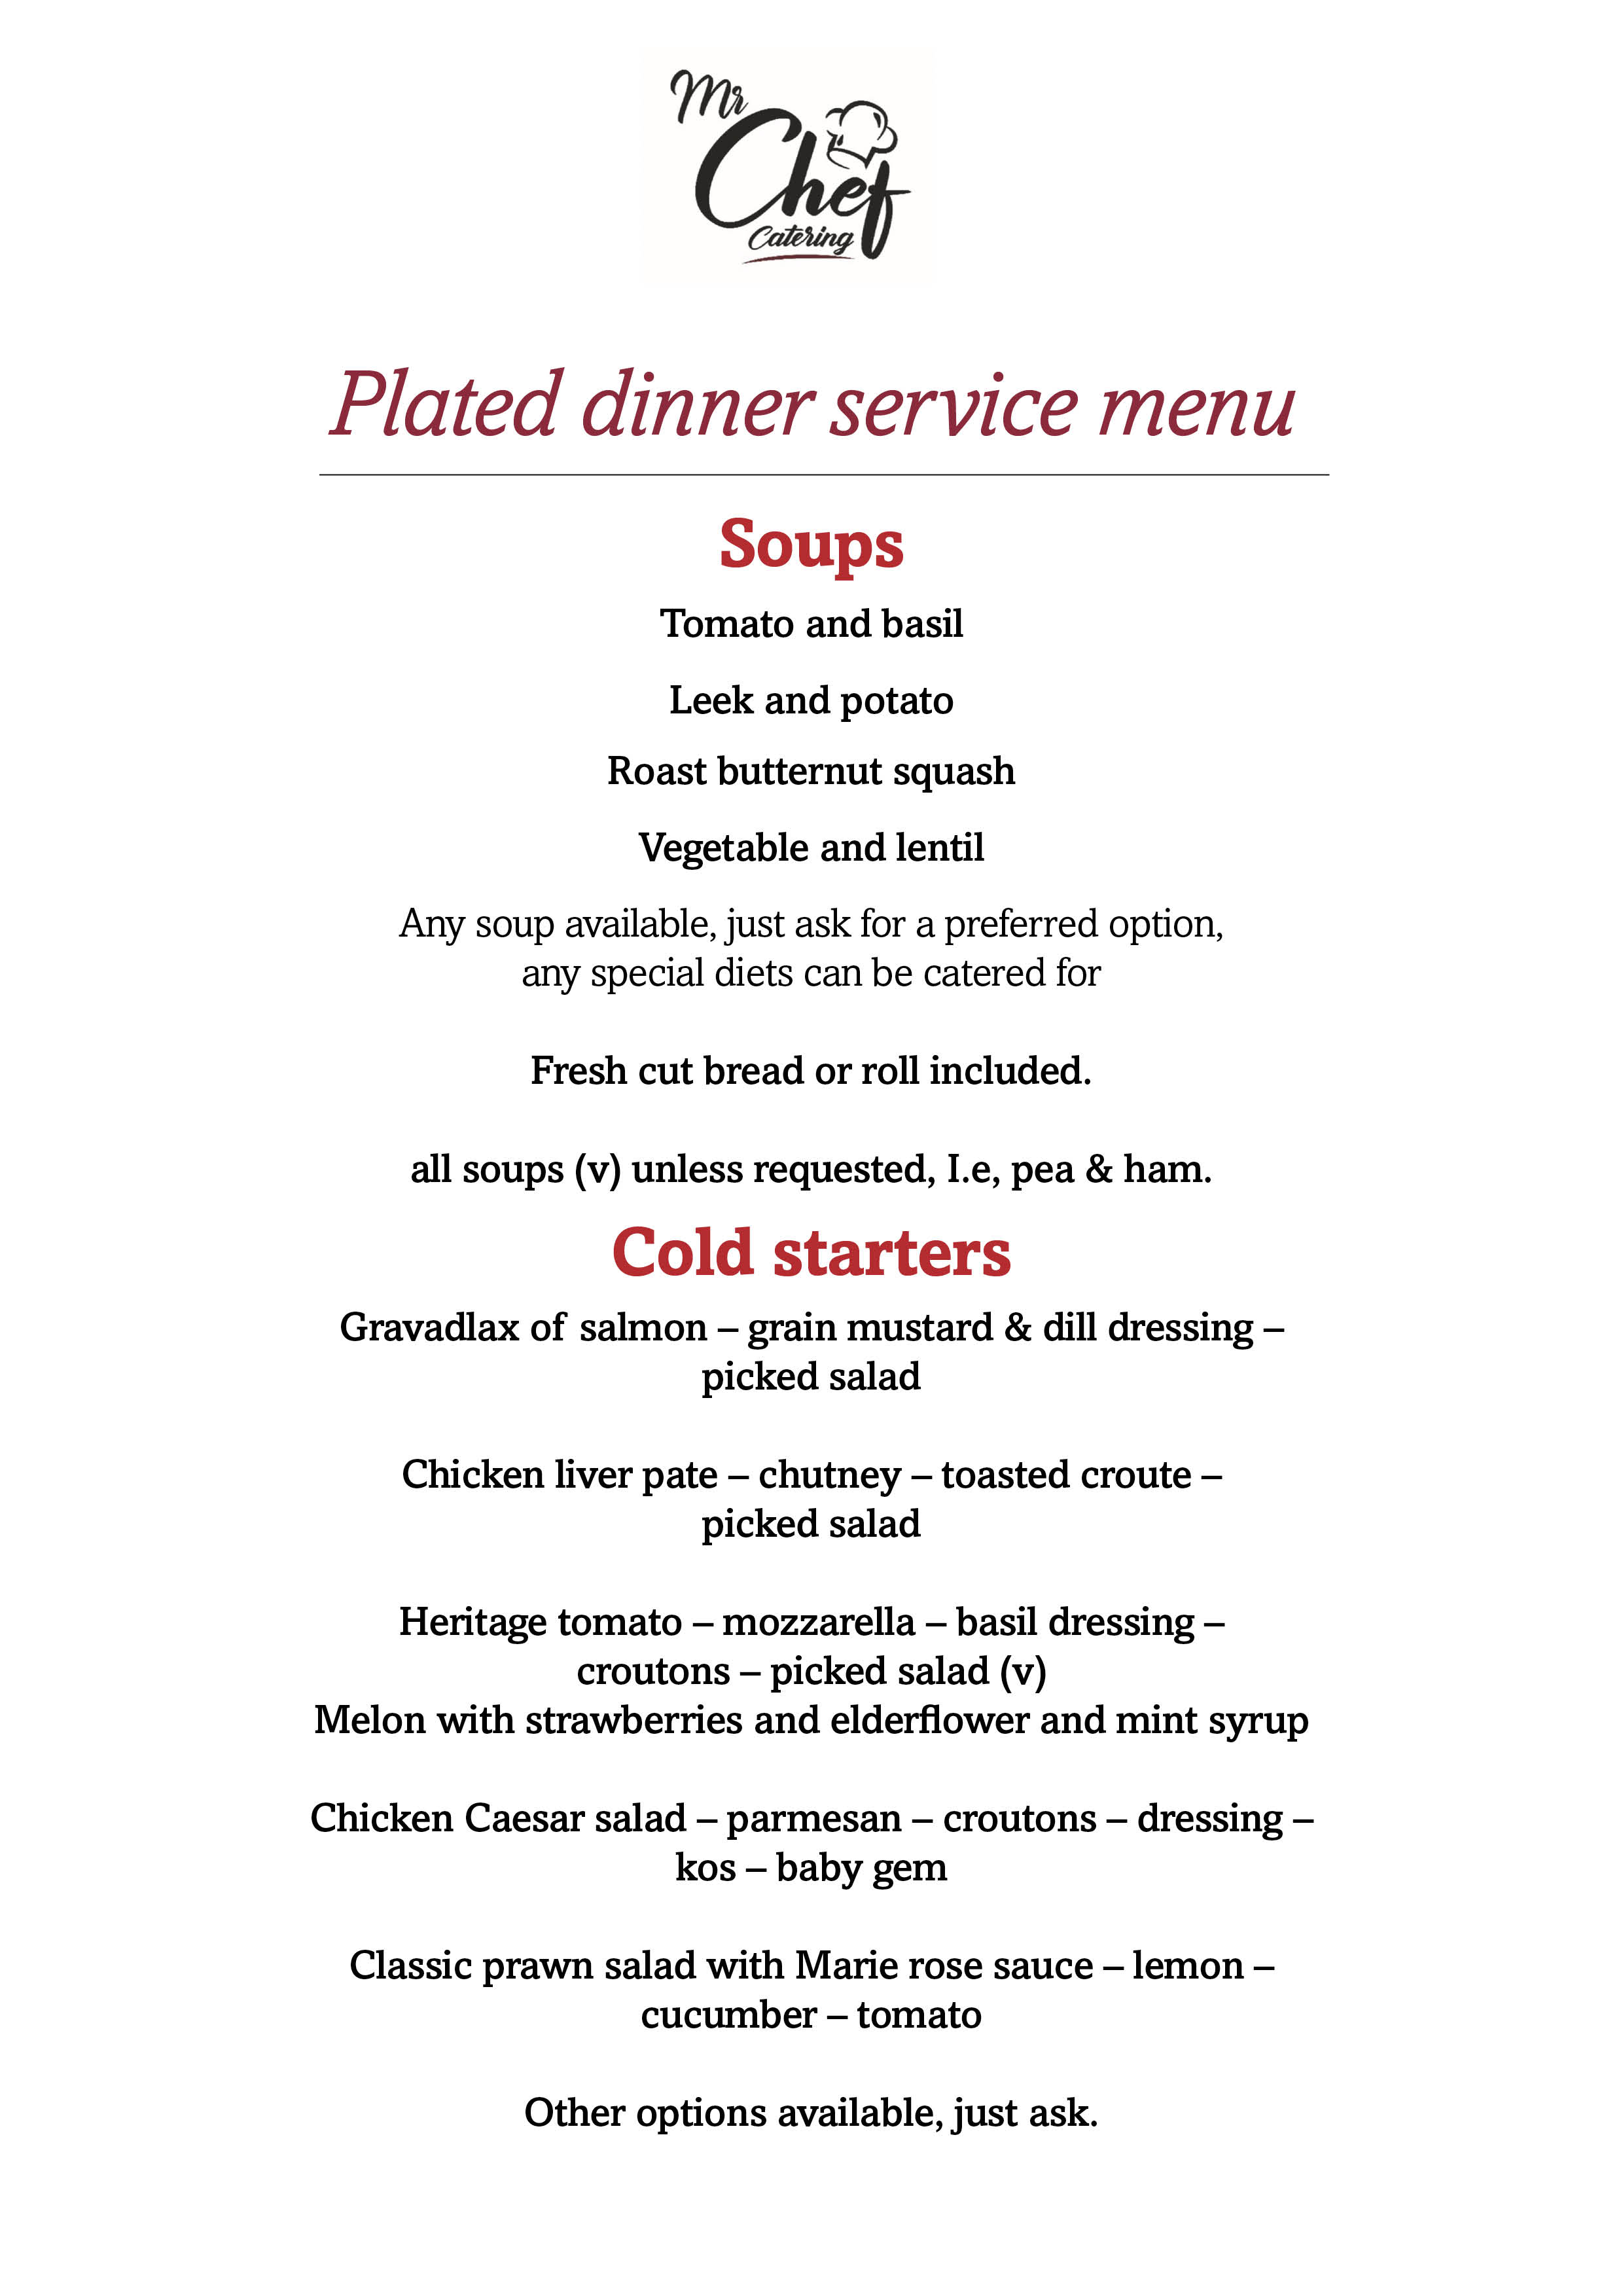 Mr
Chef
Catering
Plated dinner service menu
Soups
Tomato and basil
Leek and potato
Roast butternut squash
Vegetable and lentil
Any soup available, just ask for a preferred option,
any special diets can be catered for
Fresh cut bread or roll included.
all soups (v) unless requested, I.e, pea & ham.
Cold starters
Gravadlax of salmon – grain mustard & dill dressing –
picked salad
Chicken liver pate – chutney – toasted croute –
picked salad
Heritage tomato – mozzarella – basil dressing –
croutons – picked salad (v)
Melon with strawberries and elderflower and mint syrup
Chicken Caesar salad – parmesan – croutons – dressing –
kos – baby gem
Classic prawn salad with Marie rose sauce – lemon –
cucumber – tomato
Other options available, just ask.